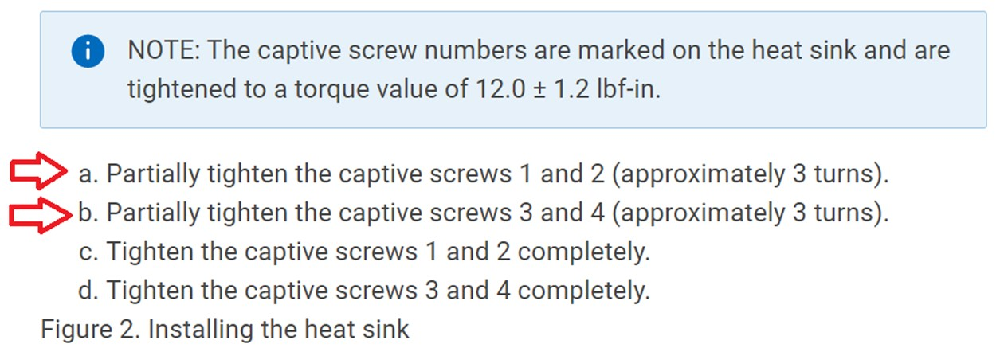 NOTE: The captive screw numbers are marked on the heat sink and are
tightened to a torque value of 12.0 ± 1.2 lbf-in.
a. Partially tighten the captive screws 1 and 2 (approximately 3 turns).
b. Partially tighten the captive screws 3 and 4 (approximately 3 turns).
c. Tighten the captive screws 1 and 2 completely.
d. Tighten the captive screws 3 and 4 completely.
Figure 2. Installing the heat sink